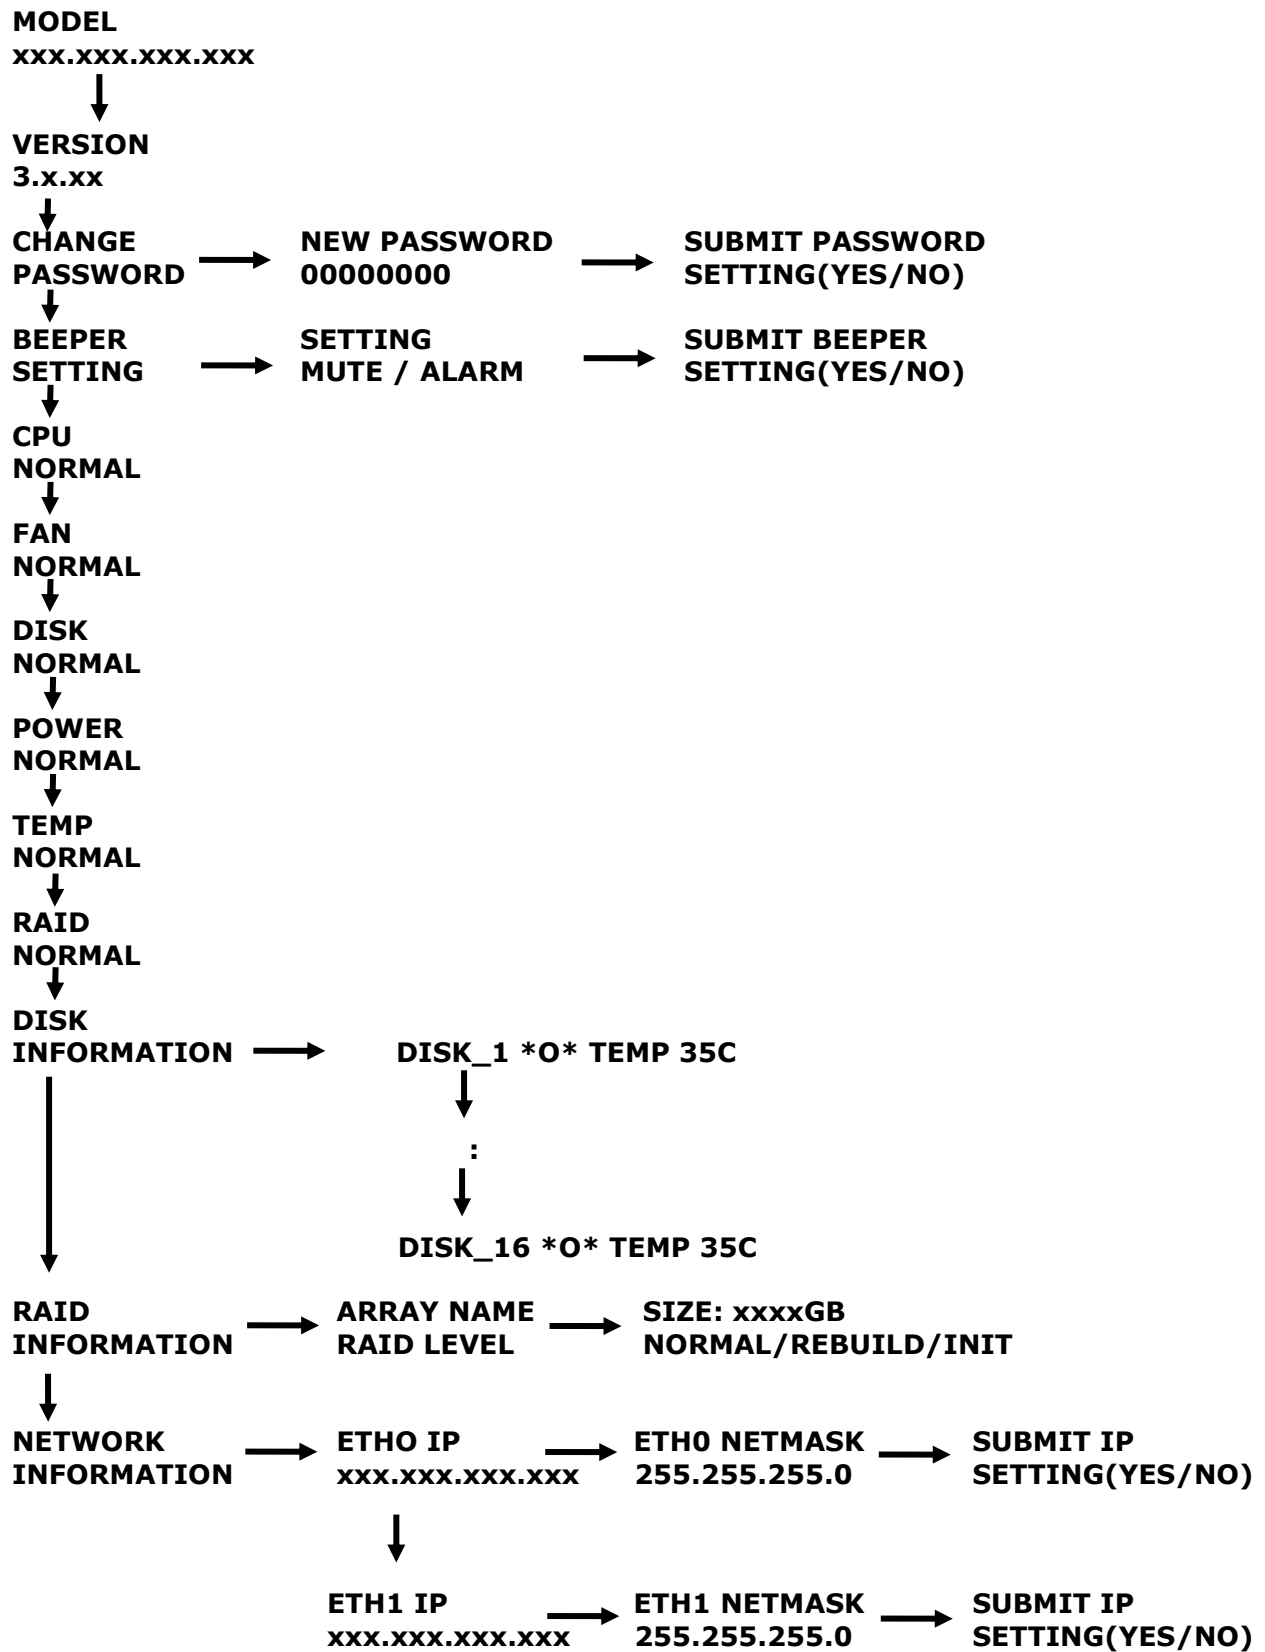 MODEL
xxx.xxx.xxx.xxx
VERSION
3.x.xx
CHANGE
PASSWORD
NEW PASSWORD
00000000
SUBMIT PASSWORD
SETTING(YES/NO)
BEEPER
SETTING
SETTING
MUTE / ALARM
SUBMIT BEEPER
SETTING(YES/NO)
CPU
NORMAL
FAN
NORMAL
DISK
NORMAL
POWER
NORMAL
TEMP
NORMAL
RAID
NORMAL
DISK
INFORMATION
DISK_1 *O* TEMP 35C
:
DISK_16 *O* TEMP 35C
RAID
INFORMATION
ARRAY NAME
RAID LEVEL
SIZE: xxxxGB
NORMAL/REBUILD/INIT
NETWORK
INFORMATION
ETHO IP
xxx.xxx.xxx.xxx
ETH0 NETMASK
255.255.255.0
SUBMIT IP
SETTING(YES/NO)
ETH1 IP
xxx.xxx.xxx.xxx
ETH1 NETMASK
255.255.255.0
SUBMIT IP
SETTING(YES/NO)